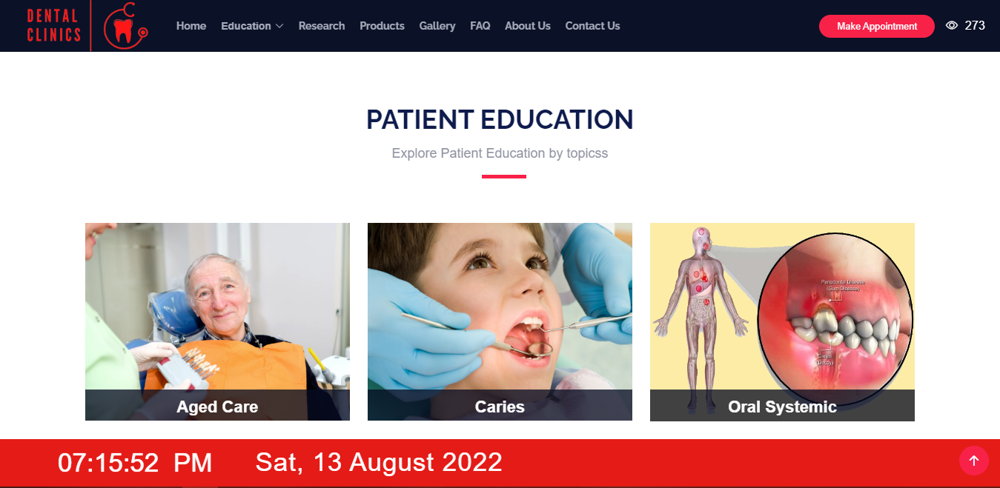 DENTAL
CLINICS
Home Education Research Products Gallery FAQ About Us Contact Us
Make Appointment 273
PATIENT EDUCATION
Explore Patient Education by topicss
Periodontal Disease
(Gum Disease)
Caries
(Decay)
Aged Care
Caries
Oral Systemic
07:15:52 PM Sat, 13 August 2022